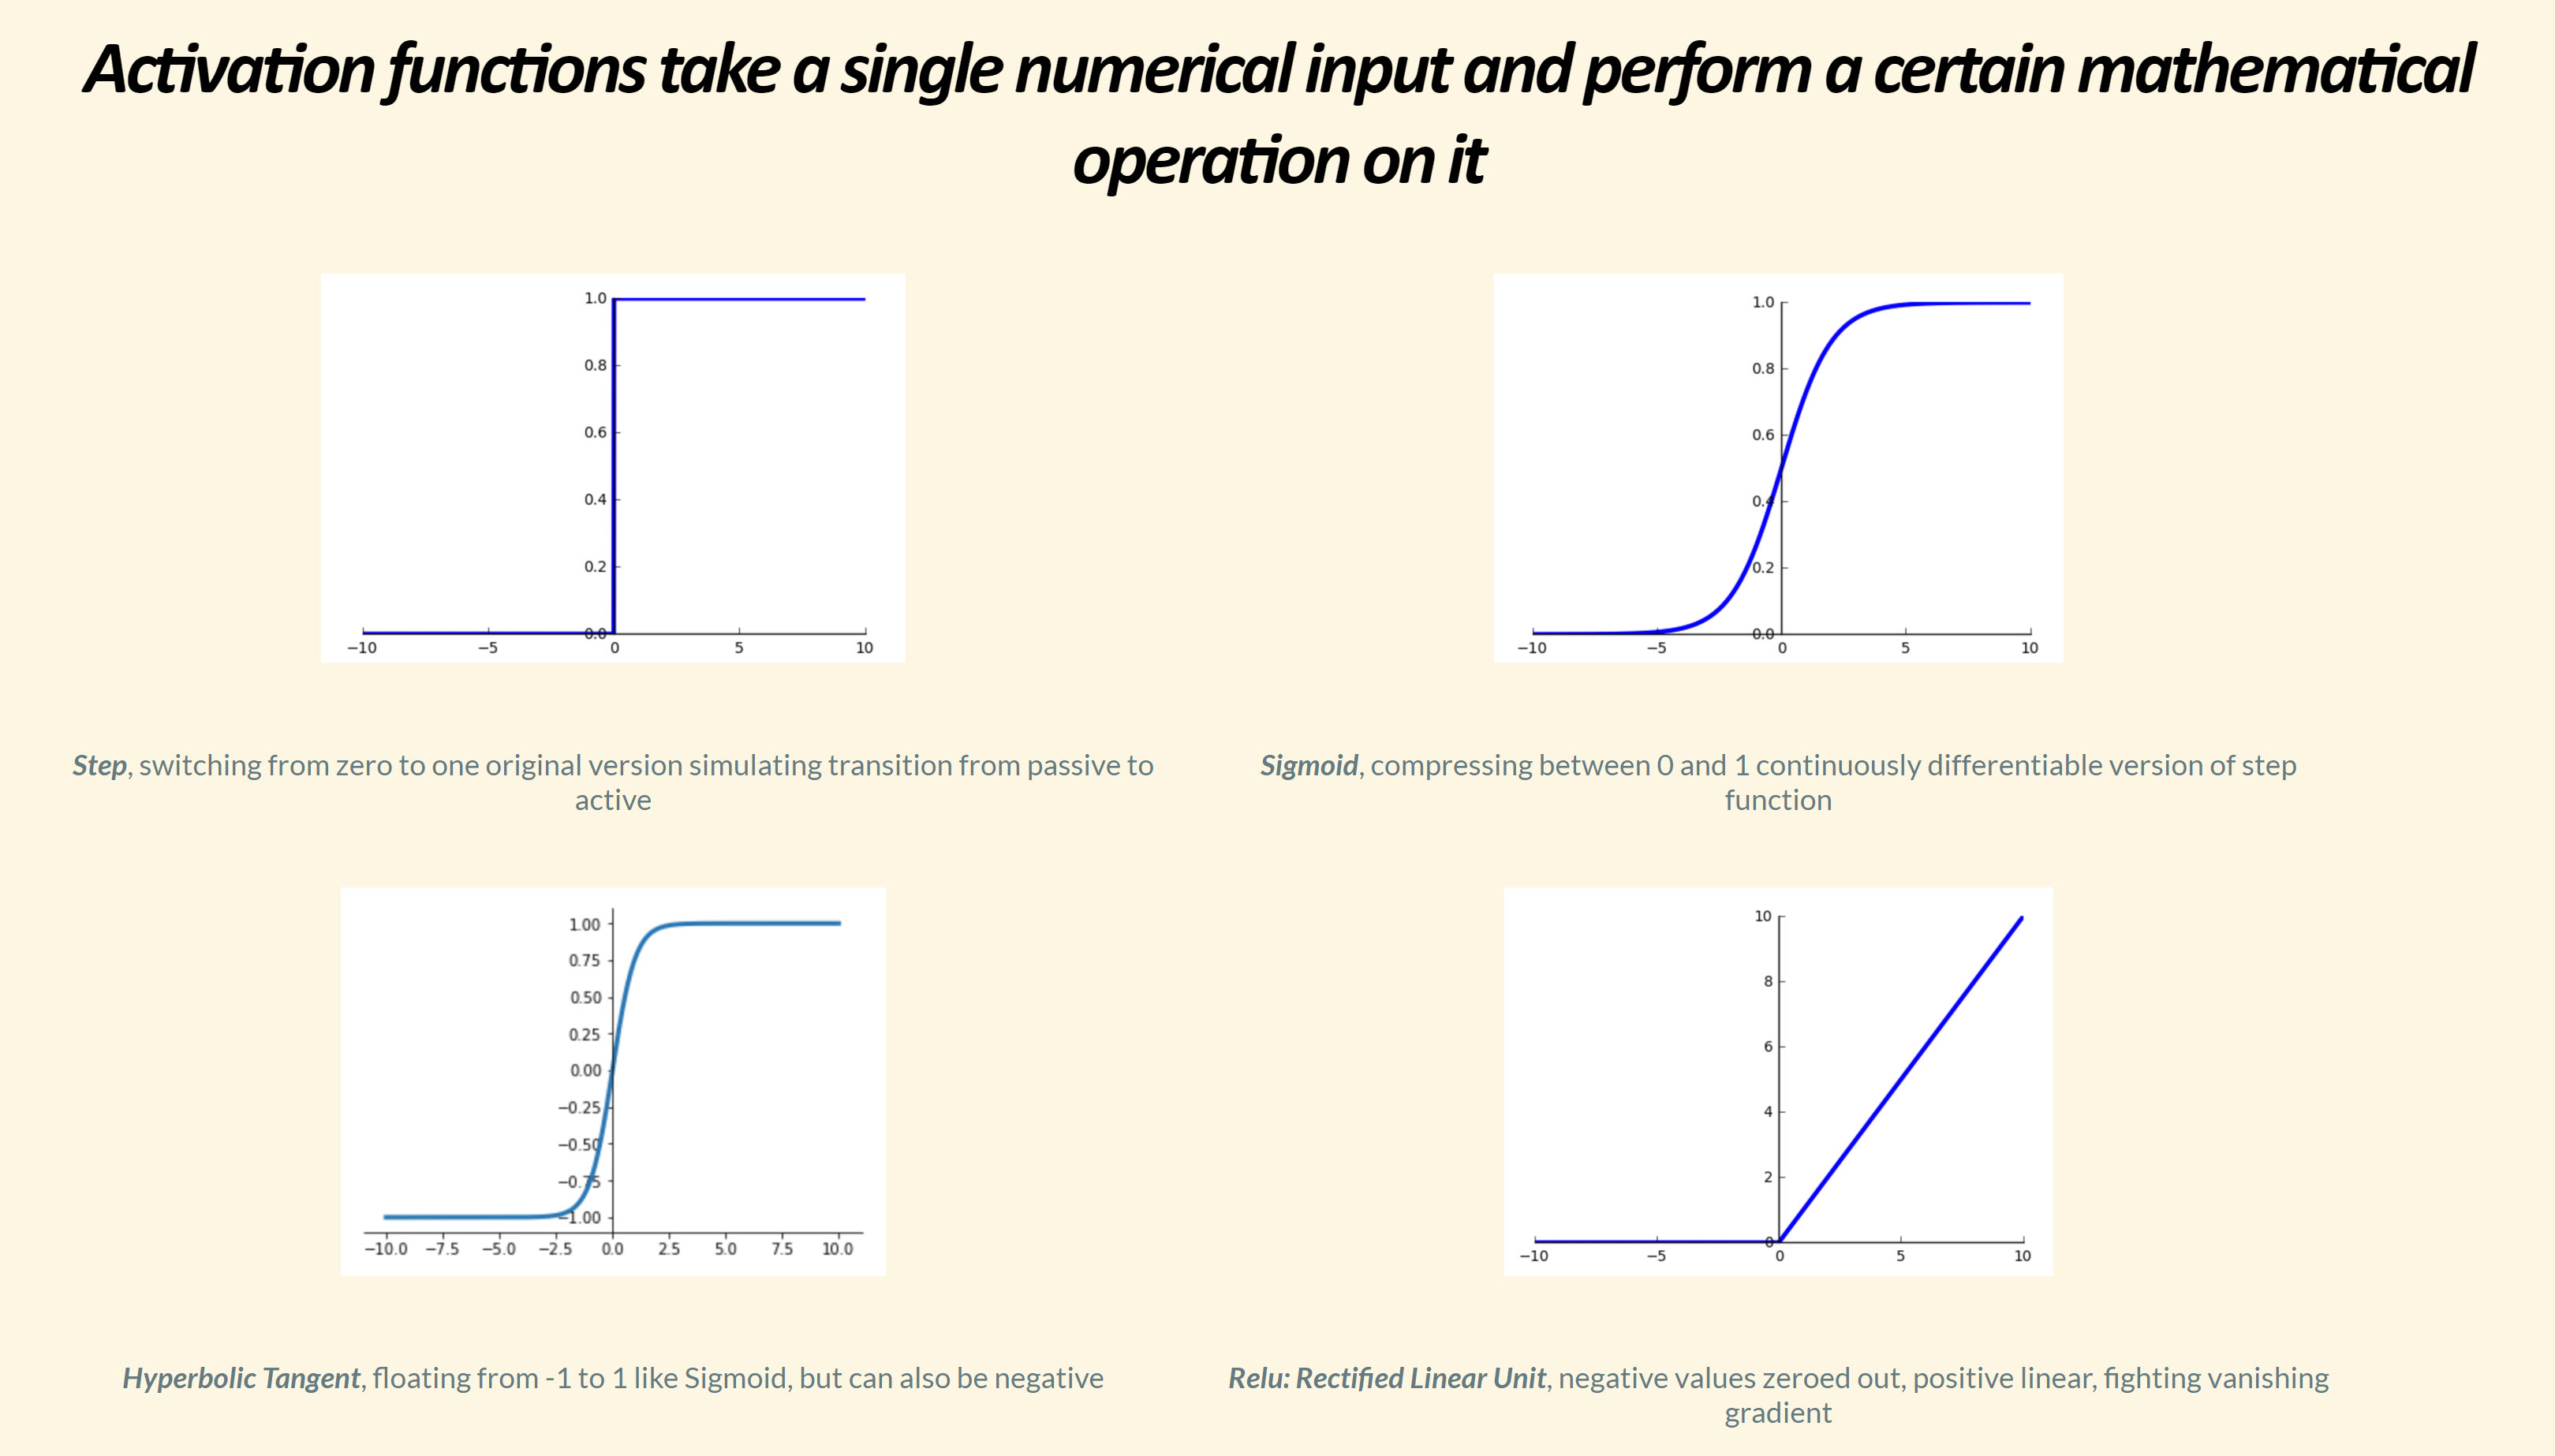 Activation functions take a single numerical input and perform a certain mathematical
operation on it
1.0
0.8
0.6
0.4
0.2
0.0
−10 −5 0 5 10
1.0
0.8
0.6
0.4
0.2
0.0
−10 −5 0 5 10
Step, switching from zero to one original version simulating transition from passive to
active
Sigmoid, compressing between 0 and 1 continuously differentiable version of step
function
1.00
0.75
0.50
0.25
0.00
−0.25
−0.50
−0.75
−1.00
−10.0 −7.5 −5.0 −2.5 0.0 2.5 5.0 7.5 10.0
10
8
6
4
2
0
−10 −5 0 5 10
Hyperbolic Tangent, floating from -1 to 1 like Sigmoid, but can also be negative
Relu: Rectified Linear Unit, negative values zeroed out, positive linear, fighting vanishing
gradient